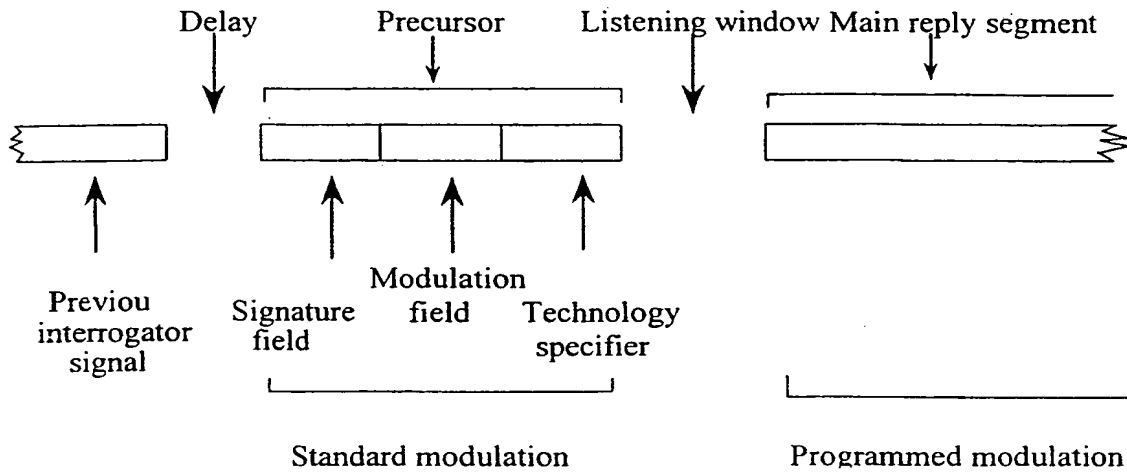 Delay
Precursor
Listening window
Main reply segment
Previou
interrogator
signal
Signature
field
Modulation
field
Technology
specifier
Standard modulation
Programmed modulation